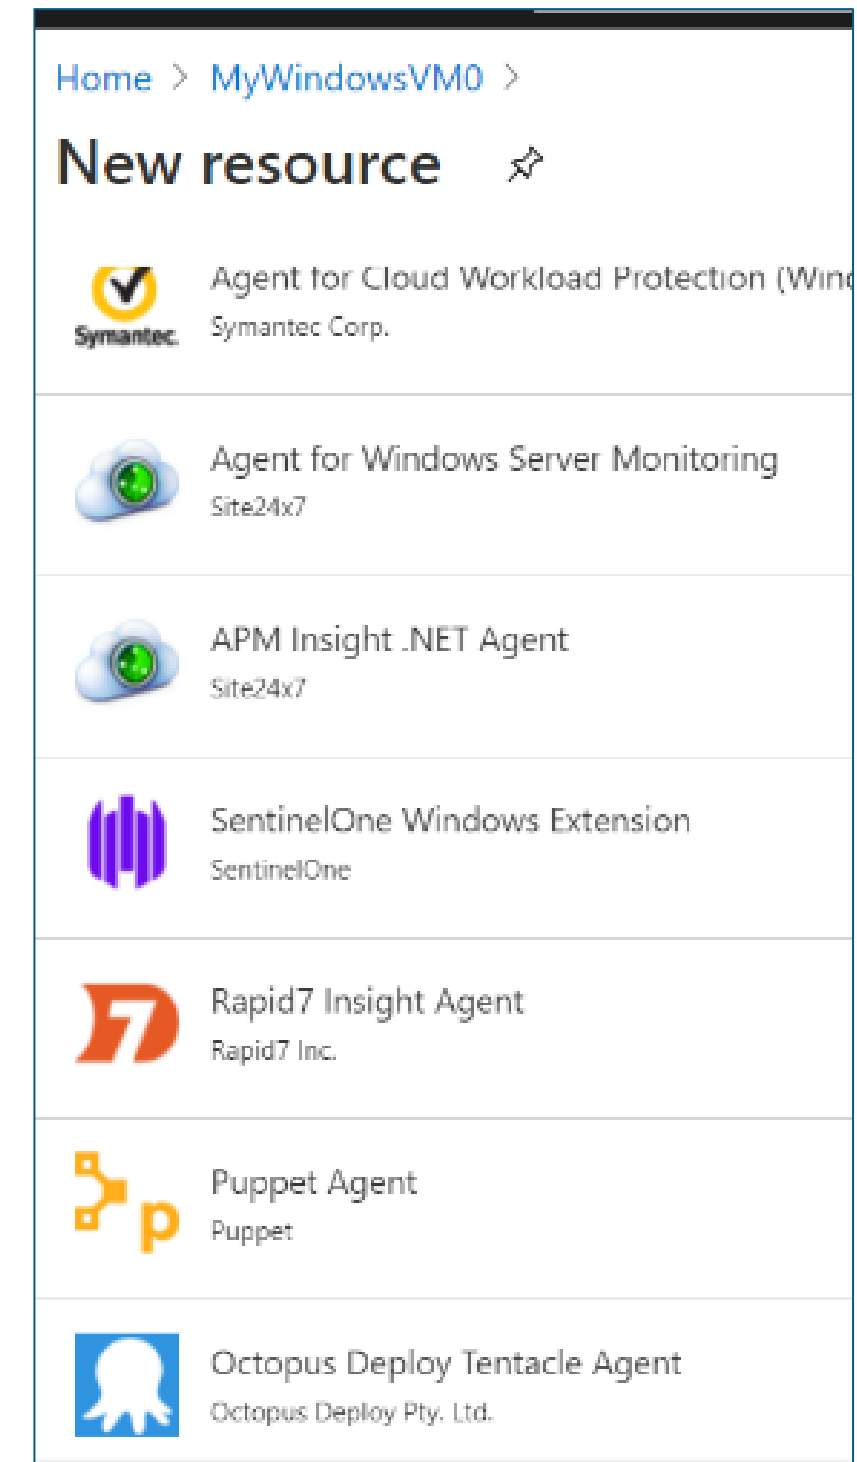 Home > MyWindowsVM0 >
New resource
Agent for Cloud Workload Protection (Wind
Symantec.
Symantec Corp.
Agent for Windows Server Monitoring
Site24x7
APM Insight .NET Agent
Site24x7
SentinelOne Windows Extension
SentinelOne
Rapid7 Insight Agent
7
Rapid7 Inc.
Puppet Agent
p
Puppet
Octopus Deploy Tentacle Agent
Octopus Deploy Pty. Ltd.